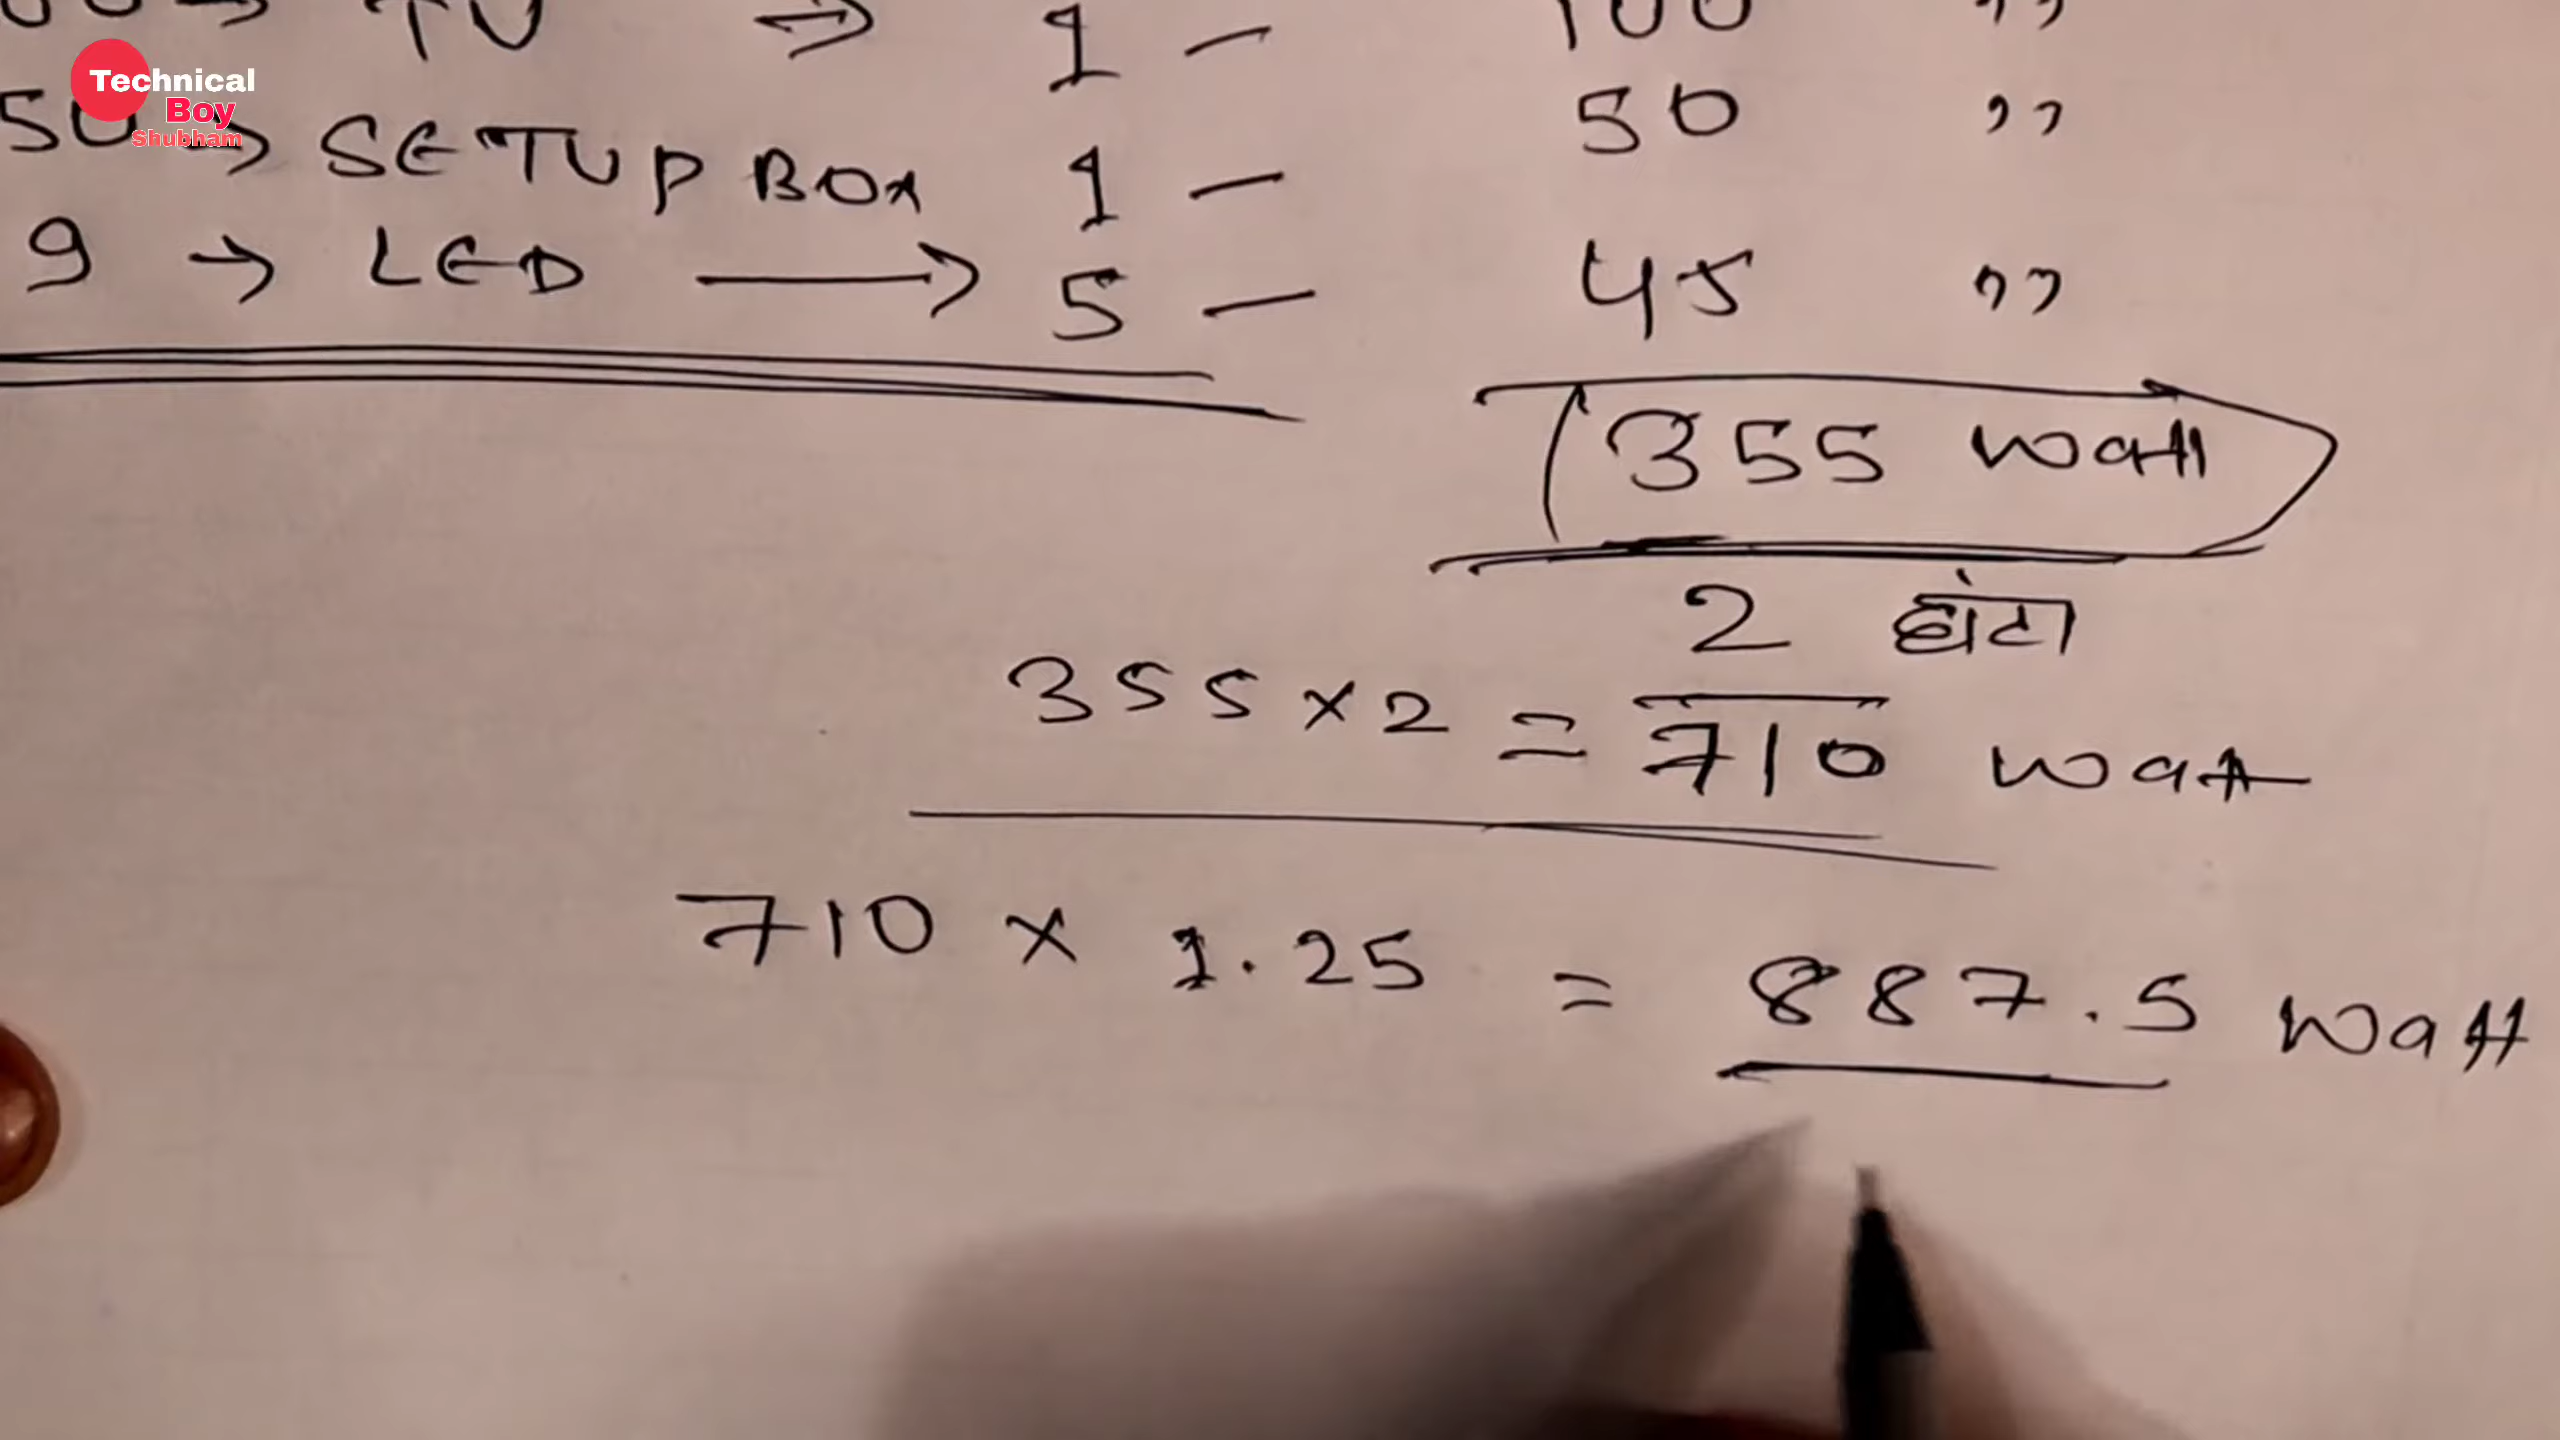 TV ⇒ 1 — 100 ,,
Technical
Boy
Shubham
50 → SETUP BOX 1 — 50 ,,
9 → LED → 5 — 45 ,,
355 Watt
2 घंटा
355 × 2 = 710 Watt
710 × 1.25 = 887.5 Watt